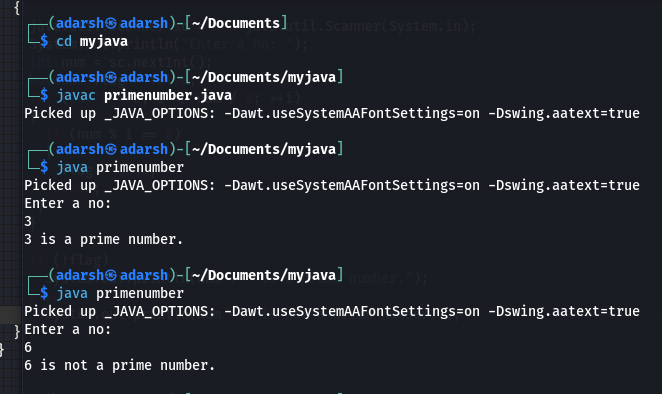 {
┌──(adarsh㉿adarsh)-[~/Documents]
└─$ cd myjava
┌──(adarsh㉿adarsh)-[~/Documents/myjava]
└─$ javac primenumber.java
Picked up _JAVA_OPTIONS: -Dawt.useSystemAAFontSettings=on -Dswing.aatext=true
┌──(adarsh㉿adarsh)-[~/Documents/myjava]
└─$ java primenumber
Picked up _JAVA_OPTIONS: -Dawt.useSystemAAFontSettings=on -Dswing.aatext=true
Enter a no:
3
3 is a prime number.
┌──(adarsh㉿adarsh)-[~/Documents/myjava]
└─$ java primenumber
Picked up _JAVA_OPTIONS: -Dawt.useSystemAAFontSettings=on -Dswing.aatext=true
} Enter a no:
} 6
6 is not a prime number.